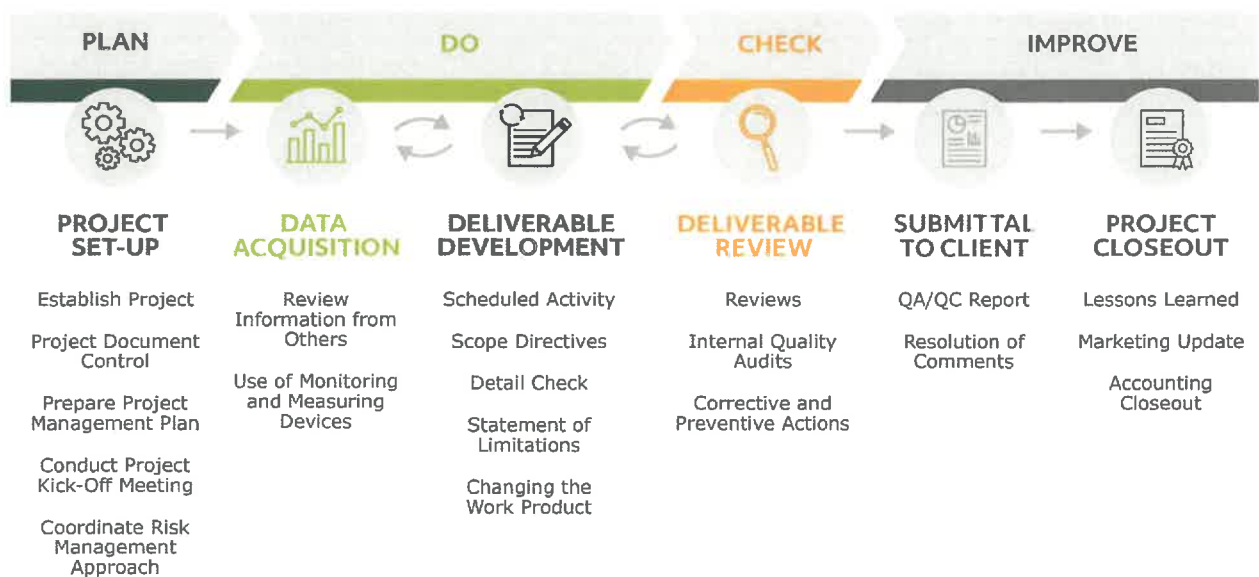 PLAN
DO
CHECK
IMPROVE
PROJECT
SET-UP
Establish Project
Project Document
Control
Prepare Project
Management Plan
Conduct Project
Kick-Off Meeting
Coordinate Risk
Management
Approach
DATA
ACQUISITION
Review
Information from
Others
Use of Monitoring
and Measuring
Devices
DELIVERABLE
DEVELOPMENT
Scheduled Activity
Scope Directives
Detail Check
Statement of
Limitations
Changing the
Work Product
DELIVERABLE
REVIEW
Reviews
Internal Quality
Audits
Corrective and
Preventive Actions
SUBMITTAL
TO CLIENT
QA/QC Report
Resolution of
Comments
PROJECT
CLOSEOUT
Lessons Learned
Marketing Update
Accounting
Closeout